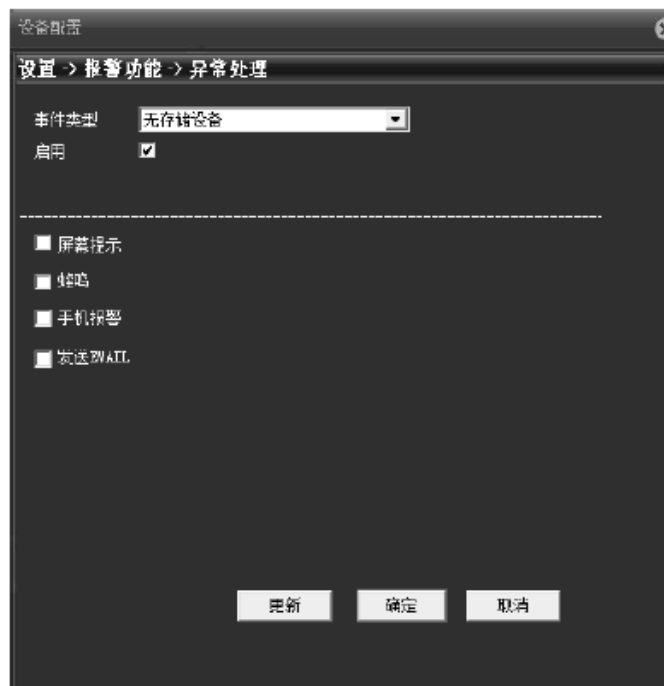 设备配置
设置 -> 报警功能 -> 异常处理
事件类型 无存储设备
启用
屏幕提示
蜂鸣
手机报警
发送EMAIL
更新 确定 取消